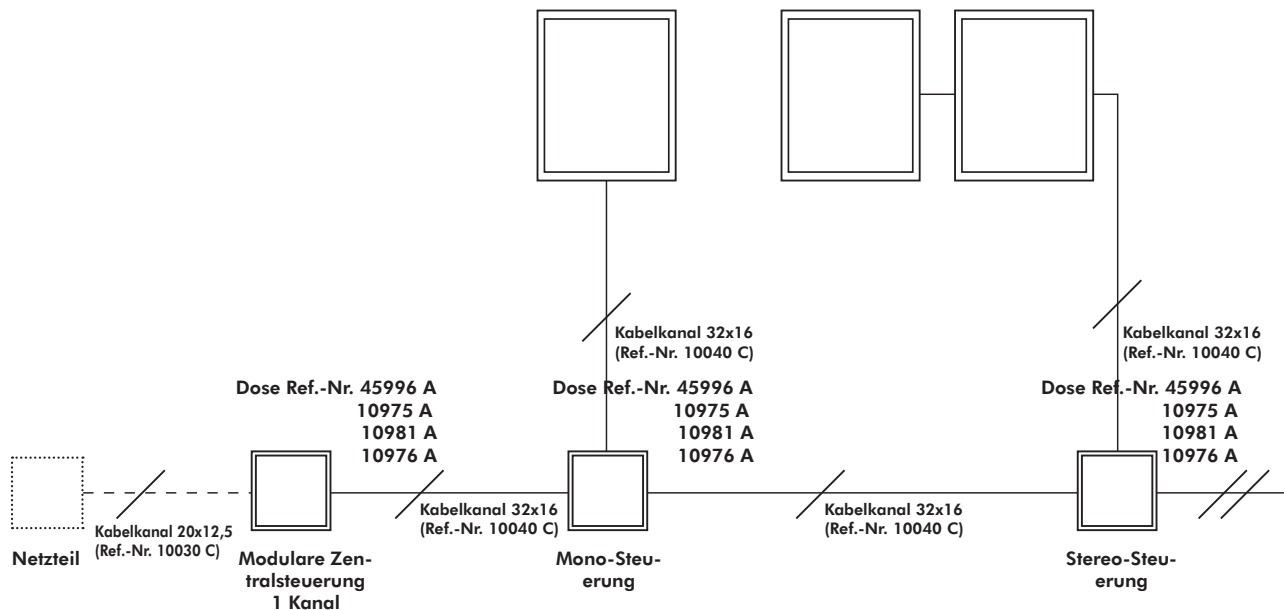 Kabelkanal 32x16
(Ref.-Nr. 10040 C)
Kabelkanal 32x16
(Ref.-Nr. 10040 C)
Dose Ref.-Nr. 45996 A
10975 A
10981 A
10976 A
Dose Ref.-Nr. 45996 A
10975 A
10981 A
10976 A
Dose Ref.-Nr. 45996 A
10975 A
10981 A
10976 A
Kabelkanal 20x12,5
(Ref.-Nr. 10030 C)
Kabelkanal 32x16
(Ref.-Nr. 10040 C)
Kabelkanal 32x16
(Ref.-Nr. 10040 C)
Netzteil
Modulare Zen-
tralsteuerung
1 Kanal
Mono-Steu-
erung
Stereo-Steu-
erung